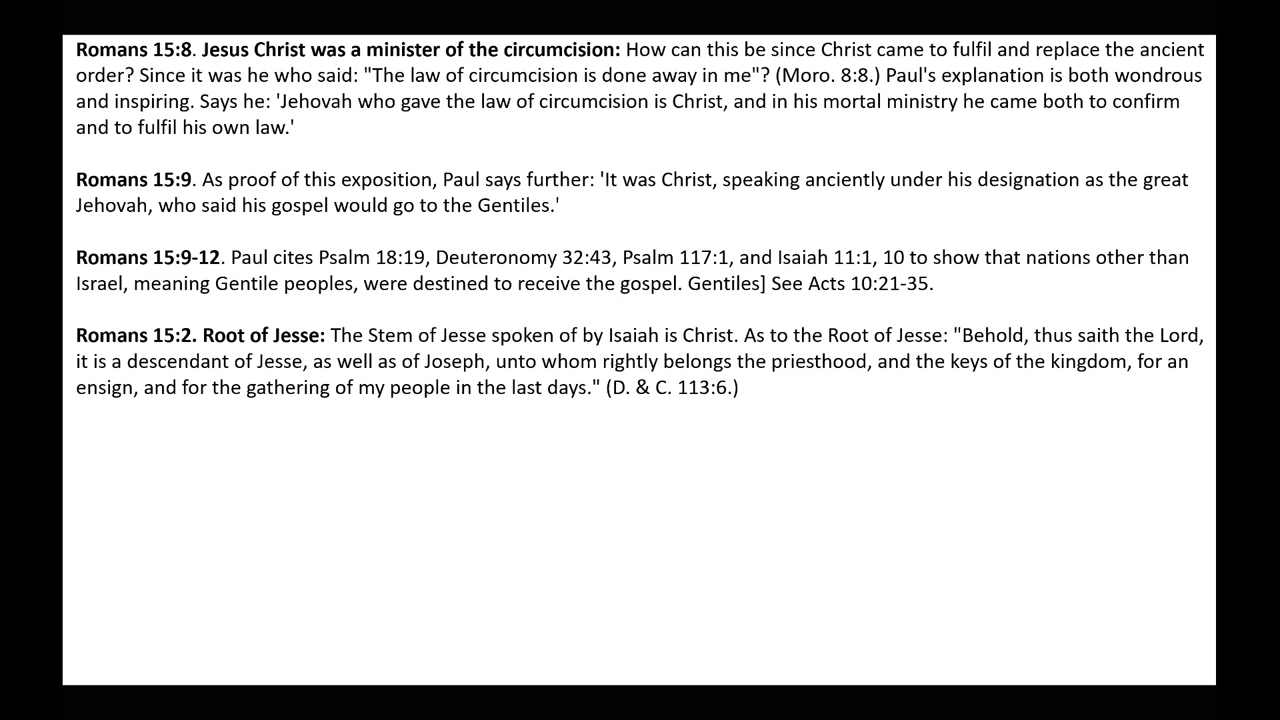 Romans 15:8. Jesus Christ was a minister of the circumcision: How can this be since Christ came to fulfil and replace the ancient
order? Since it was he who said: "The law of circumcision is done away in me"? (Moro. 8:8.) Paul's explanation is both wondrous
and inspiring. Says he: 'Jehovah who gave the law of circumcision is Christ, and in his mortal ministry he came both to confirm
and to fulfil his own law.'
Romans 15:9. As proof of this exposition, Paul says further: 'It was Christ, speaking anciently under his designation as the great
Jehovah, who said his gospel would go to the Gentiles.'
Romans 15:9-12. Paul cites Psalm 18:19, Deuteronomy 32:43, Psalm 117:1, and Isaiah 11:1, 10 to show that nations other than
Israel, meaning Gentile peoples, were destined to receive the gospel. Gentiles] See Acts 10:21-35.
Romans 15:2. Root of Jesse: The Stem of Jesse spoken of by Isaiah is Christ. As to the Root of Jesse: "Behold, thus saith the Lord,
it is a descendant of Jesse, as well as of Joseph, unto whom rightly belongs the priesthood, and the keys of the kingdom, for an
ensign, and for the gathering of my people in the last days." (D. & C. 113:6.)